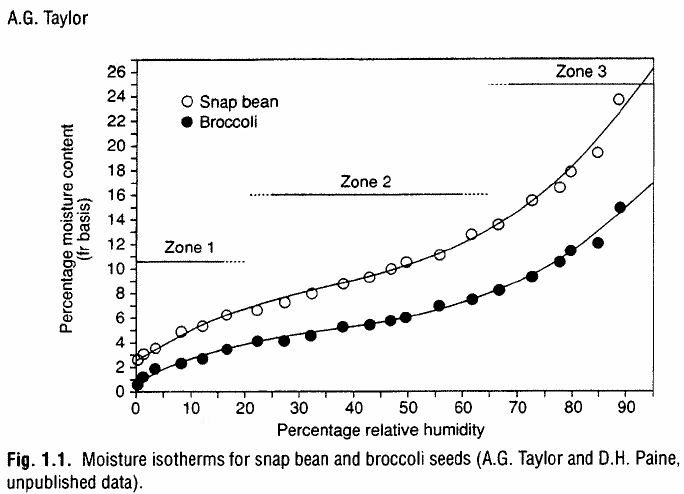 A.G. Taylor
26
24
22
20
18
16
14
12
10
8
6
4
2
0
Percentage moisture content
(fr basis)
Snap bean
Broccoli
Zone 1
Zone 2
Zone 3
0 10 20 30 40 50 60 70 80 90
Percentage relative humidity
Fig. 1.1. Moisture isotherms for snap bean and broccoli seeds (A.G. Taylor and D.H. Paine,
unpublished data).